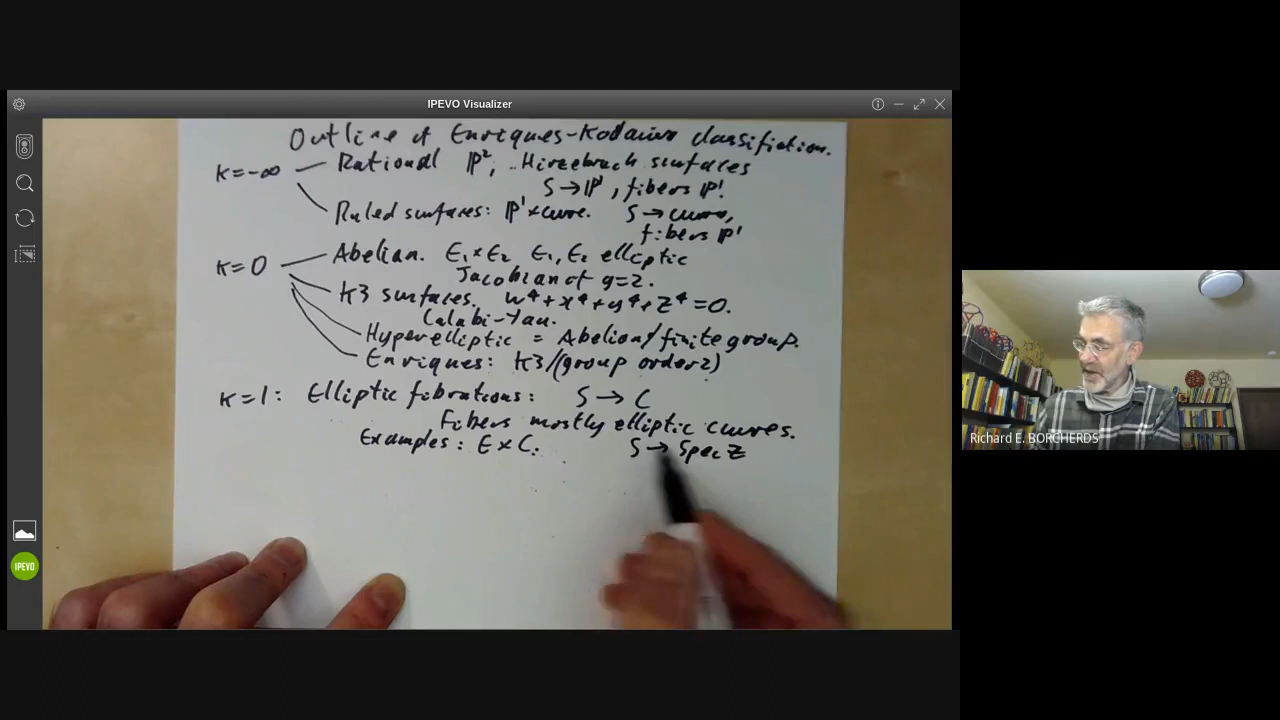 IPEVO Visualizer
Outline of Enriques-Kodaira classifiction.
K=-∞ — Rational P², Hirzebruch surfaces
S→P¹, fibers P¹.
Ruled surfaces: P¹×curve. S→curve,
fibers P¹
K=0 — Abelian. E₁×E₂ E₁, E₂ elliptic
Jacobian of g=2.
K3 surfaces. w⁴+x⁴+y⁴+z⁴=0.
Calabi-Yau.
Hyperelliptic = Abelian/finite group.
Enriques: K3/(group order 2)
K=1: Elliptic fibrations: S→C
Fibers mostly elliptic curves.
Examples: E×C. S→Spec Z
Richard E. BORCHERDS
IPEVO